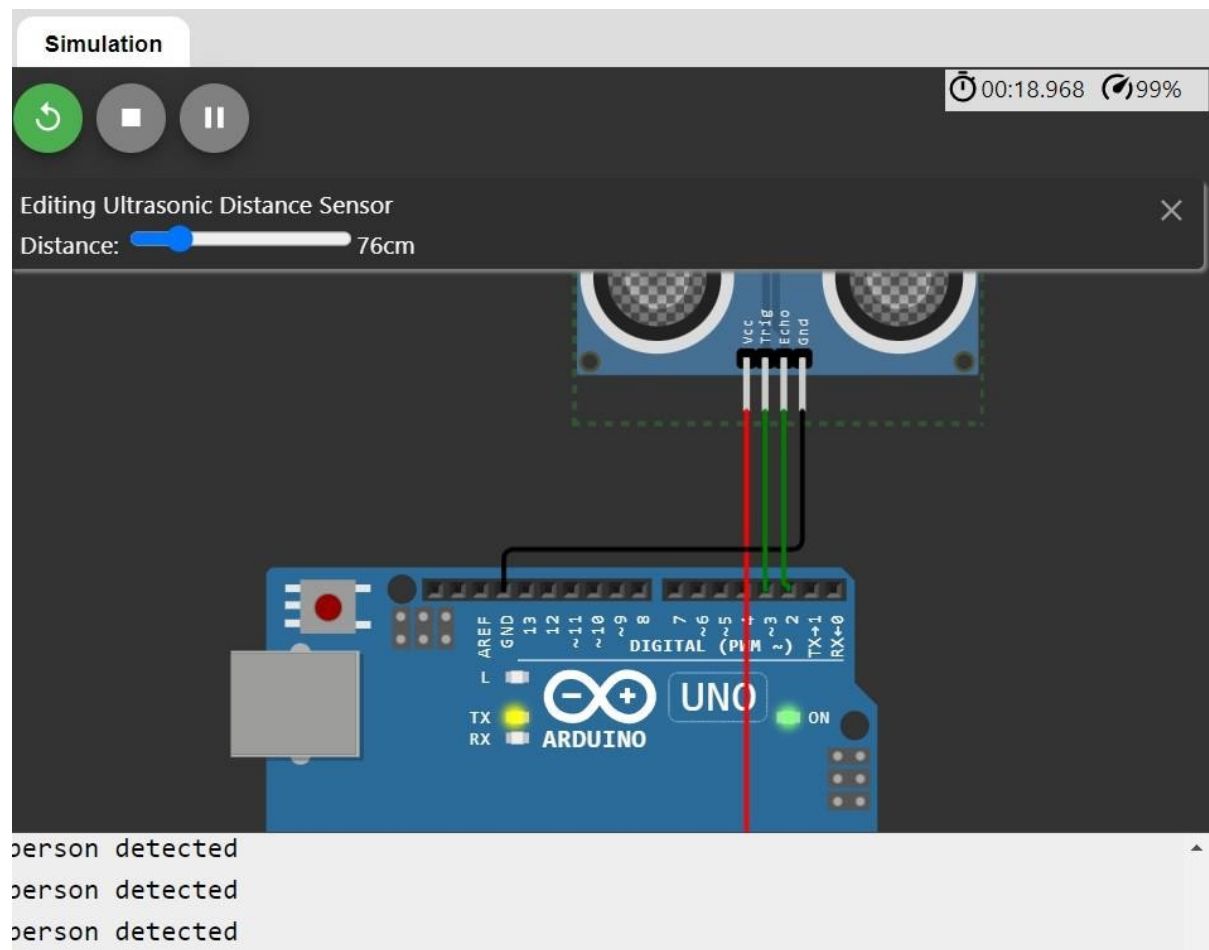 Simulation
00:18.968 99%
Editing Ultrasonic Distance Sensor
Distance: 76cm
Vcc
Trig
Echo
Gnd
AREF
GND
13
12
~11
~10
~9
8
7
~6
~5
4
~3
2
TX→1
RX←0
DIGITAL (PWM ~)
L
TX
RX
UNO
ON
ARDUINO
person detected
person detected
person detected